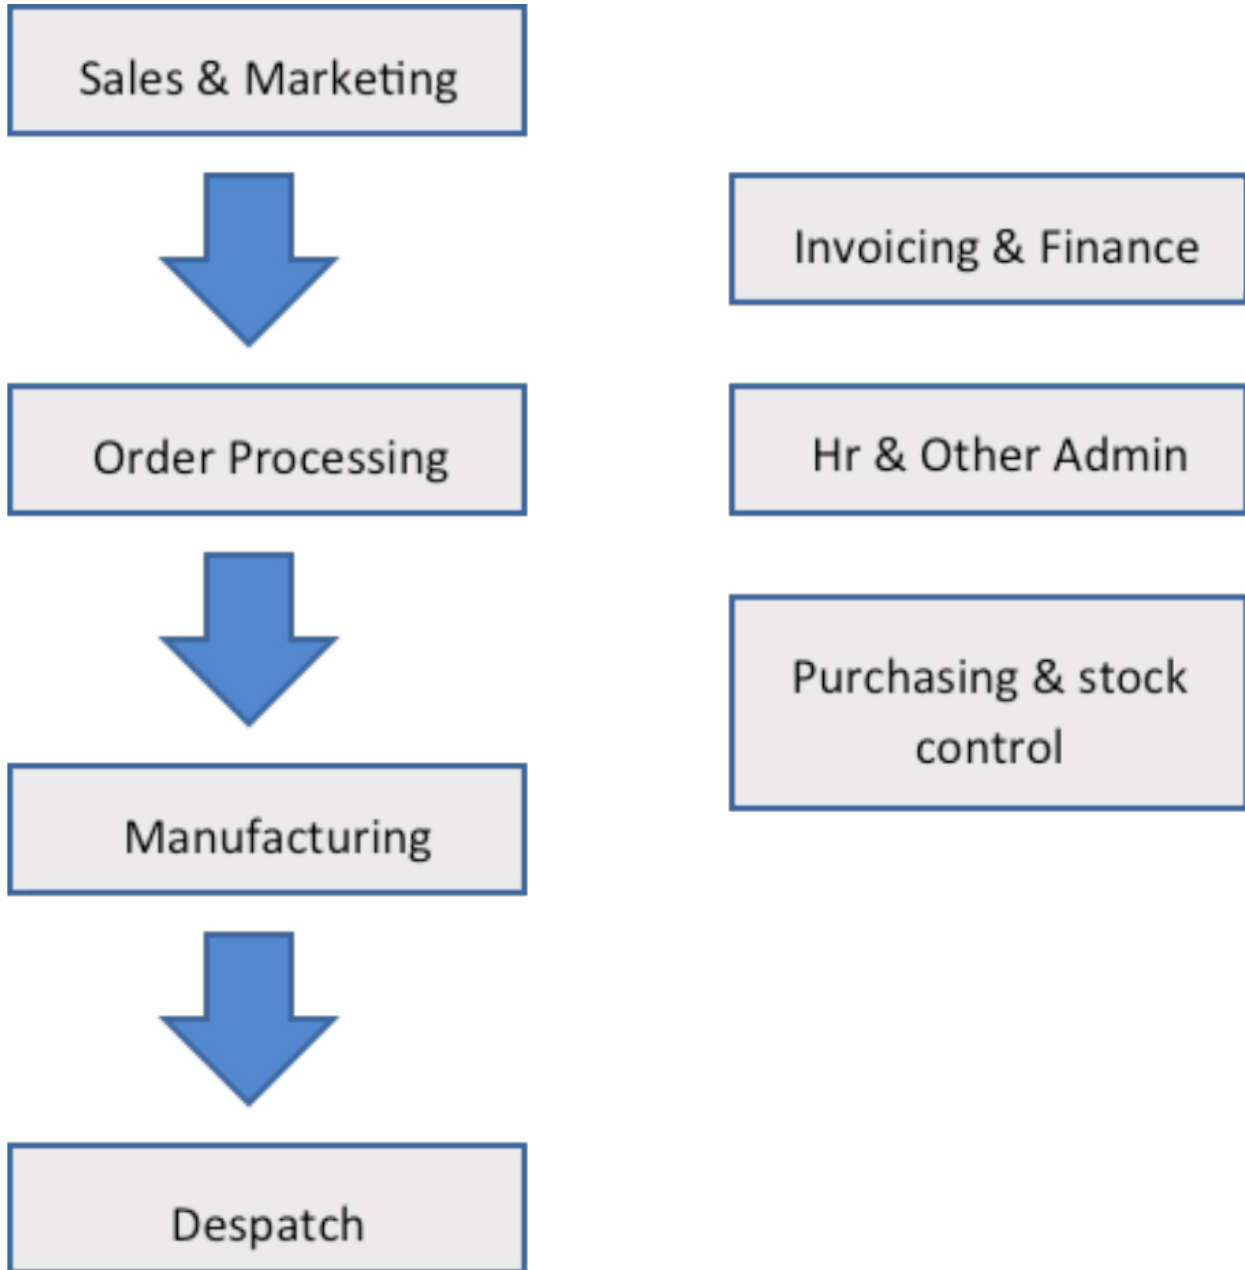 Sales & Marketing
Order Processing
Manufacturing
Despatch
Invoicing & Finance
Hr & Other Admin
Purchasing & stock
control